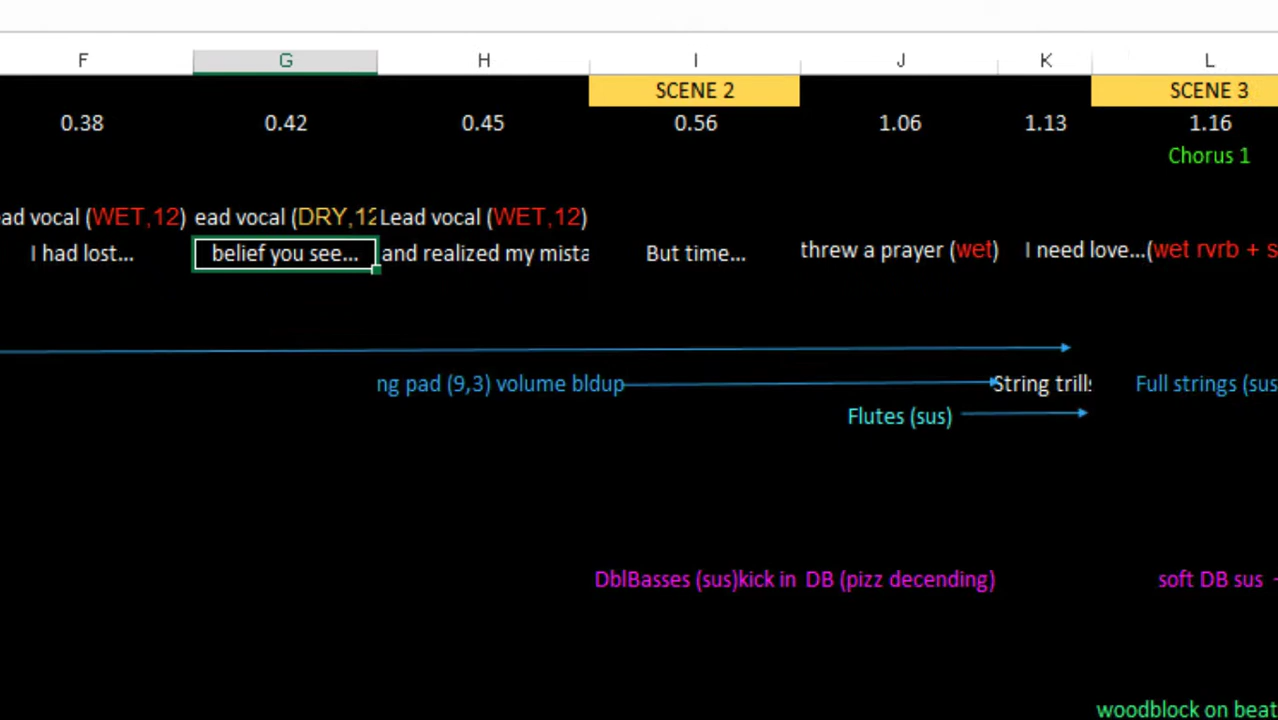 F G H I J K L
SCENE 2 SCENE 3
0.38 0.42 0.45 0.56 1.06 1.13 1.16
Chorus 1
ad vocal (WET,12) ead vocal (DRY,12 Lead vocal (WET,12)
I had lost... belief you see... and realized my mista But time... threw a prayer (wet) I need love...(wet rvrb + s
ng pad (9,3) volume bldup String trills Full strings (sus
Flutes (sus)
DblBasses (sus)kick in DB (pizz decending) soft DB sus
woodblock on beat